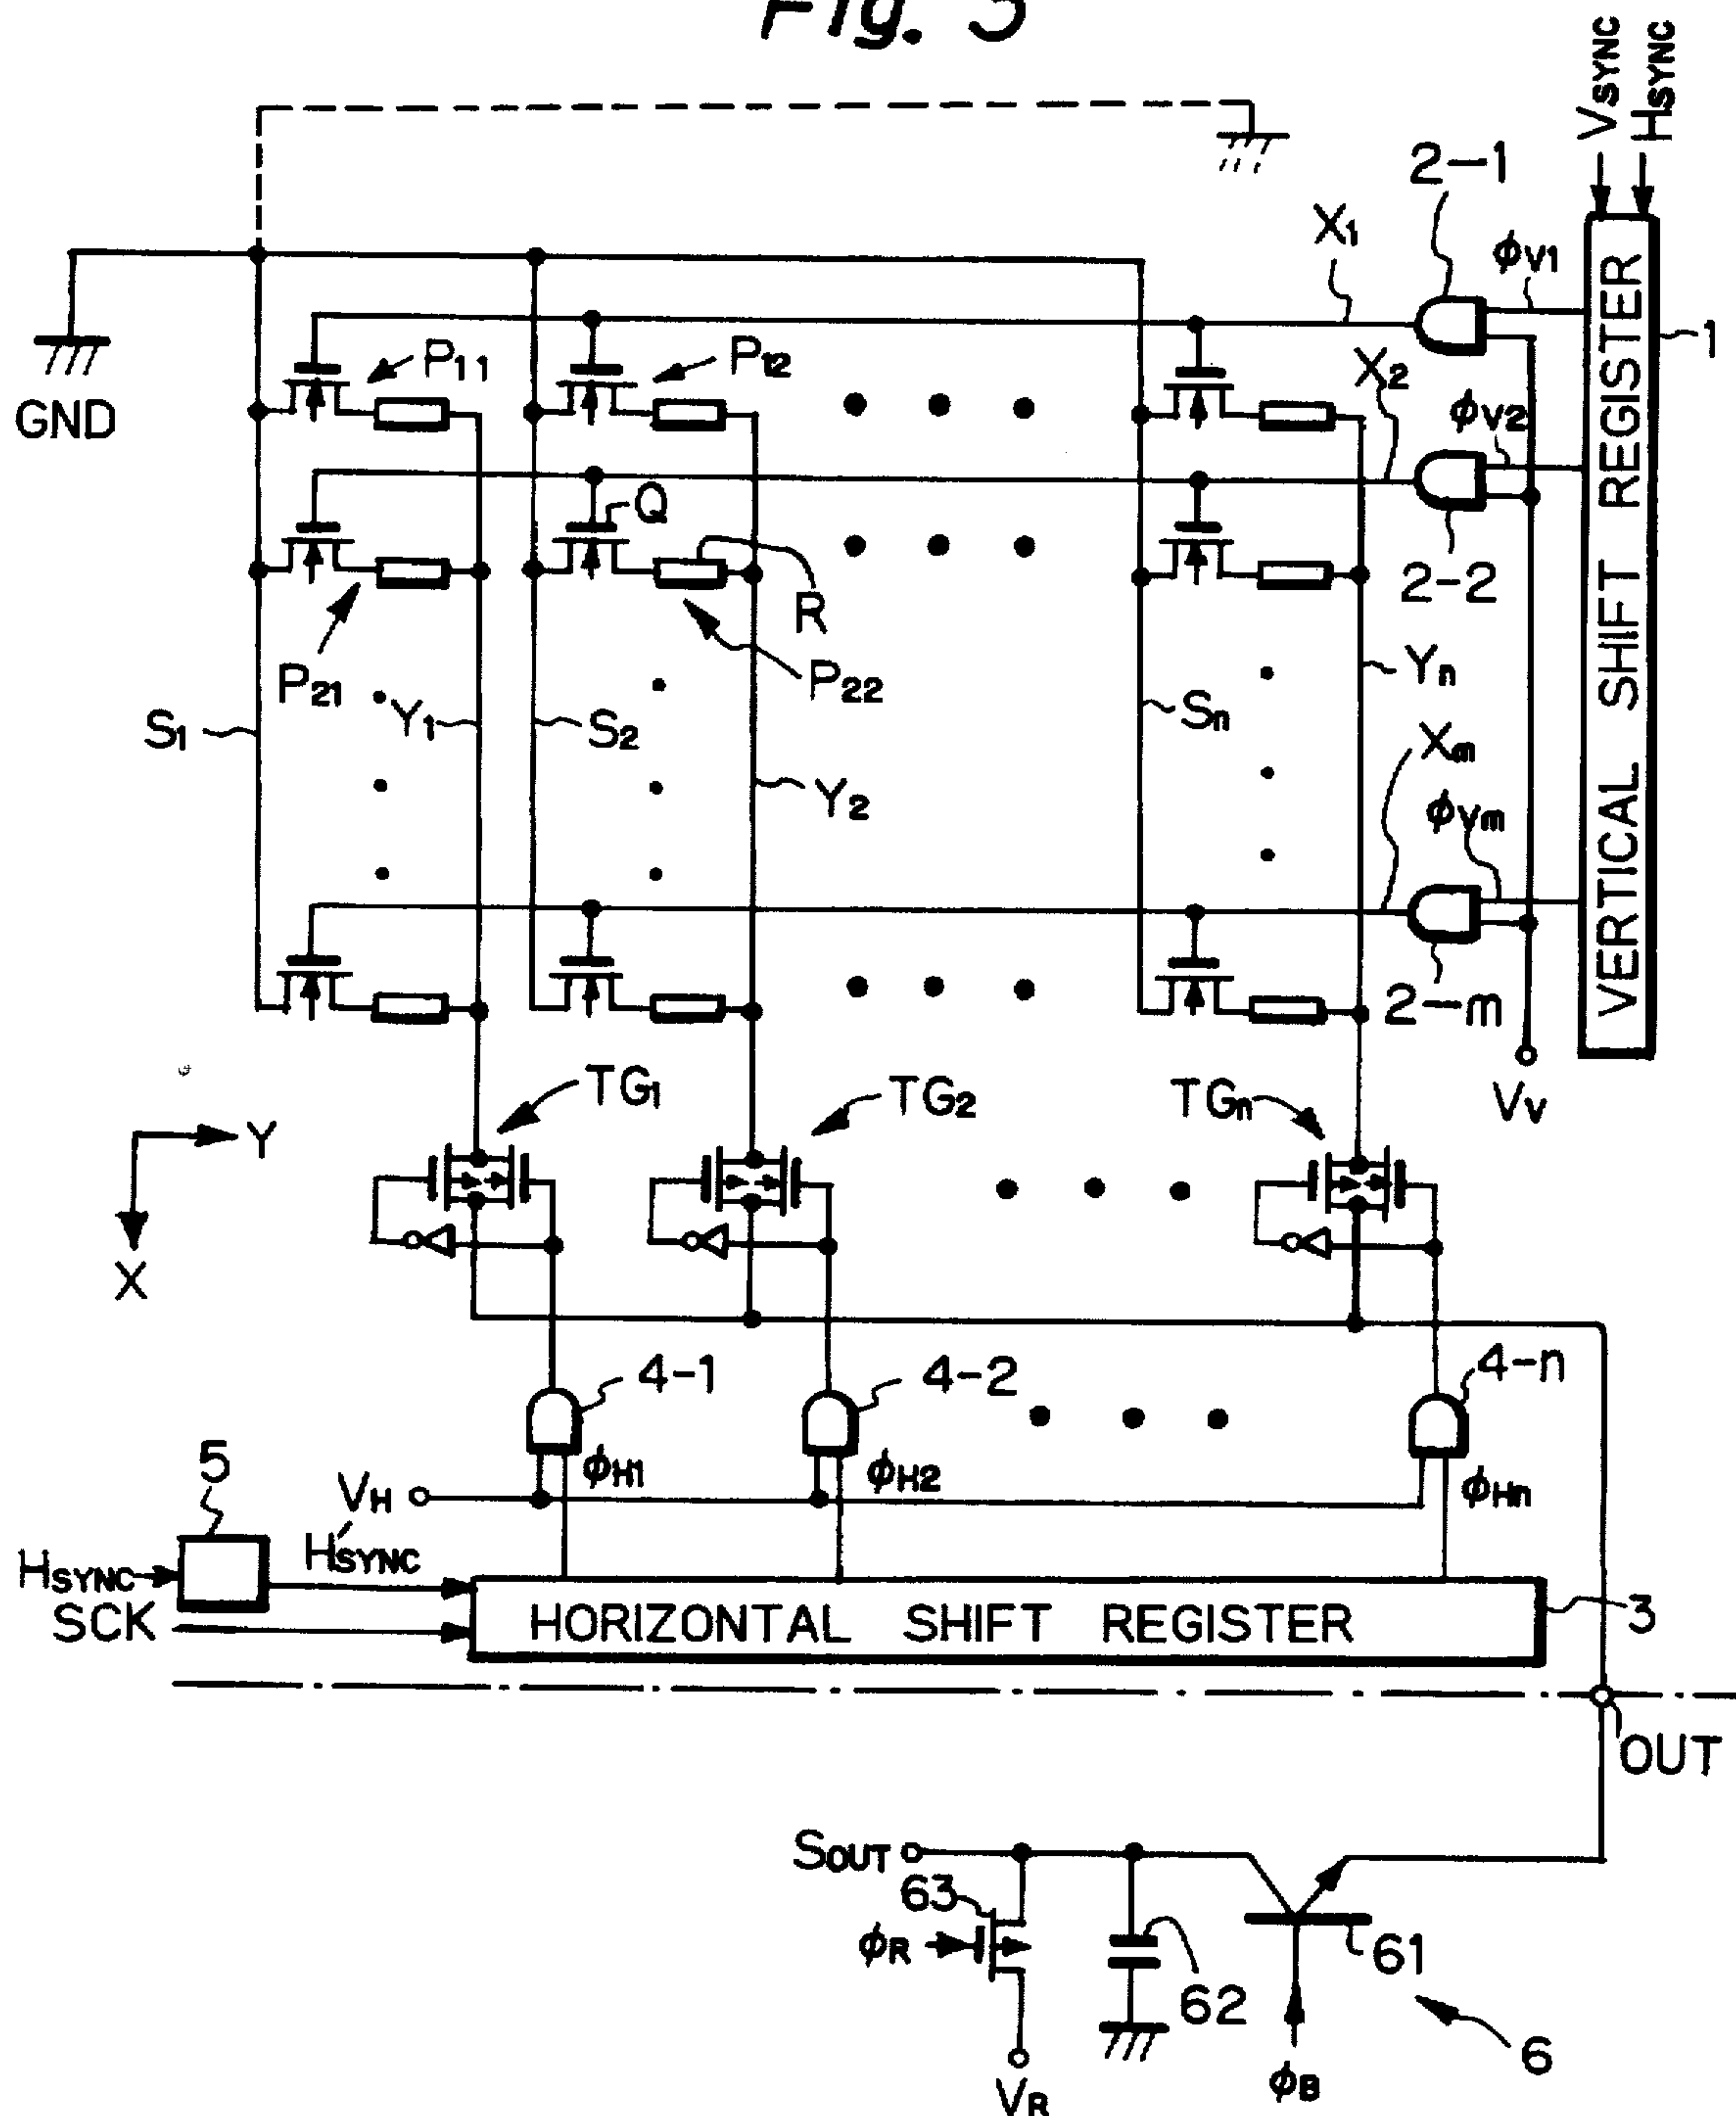 Fig. 3
VSYNC
HSYNC
2-1
X1
φV1
VERTICAL SHIFT REGISTER
1
P11
P12
X2
φV2
GND
Q
2-2
R
P21
P22
Yn
S1
Y1
S2
Sn
Xm
Y2
φVm
2-m
TG1
TG2
TGn
VV
Y
X
4-1
4-2
4-n
5
φH1
φH2
φHn
VH
H'SYNC
HSYNC
SCK
HORIZONTAL SHIFT REGISTER
3
OUT
SOUT
63
φR
61
62
6
φB
VR